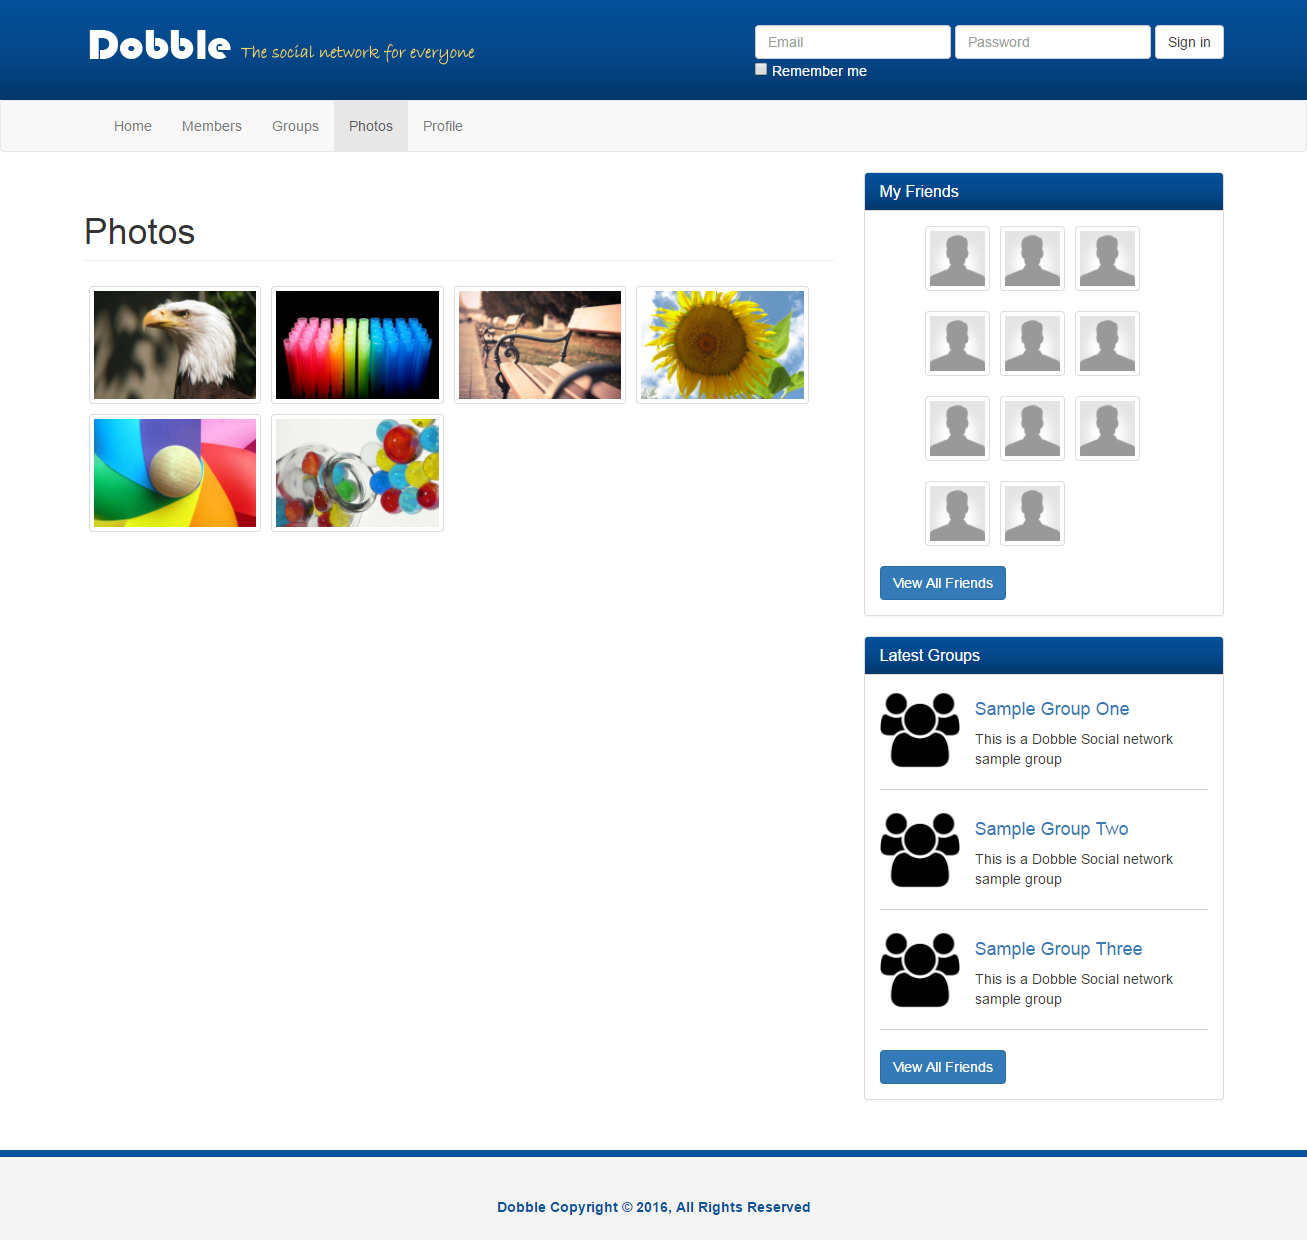 Dobble The social network for everyone
Email Password Sign in
Remember me
Home Members Groups Photos Profile
Photos
My Friends
View All Friends
Latest Groups
Sample Group One
This is a Dobble Social network
sample group
Sample Group Two
This is a Dobble Social network
sample group
Sample Group Three
This is a Dobble Social network
sample group
View All Friends
Dobble Copyright © 2016, All Rights Reserved